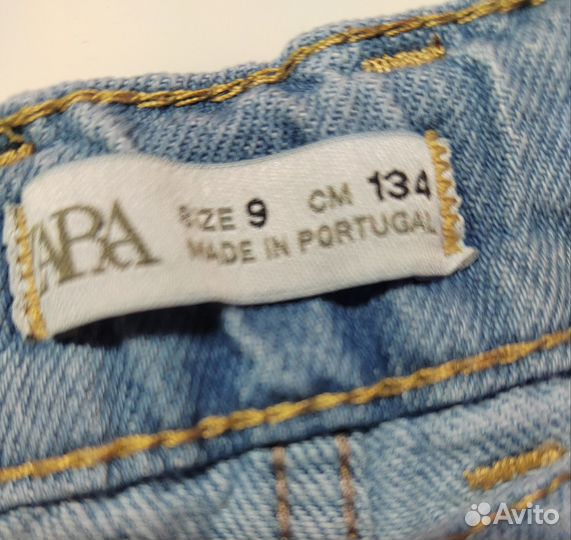 ZARA
SIZE 9 CM 134
MADE IN PORTUGAL
Avito